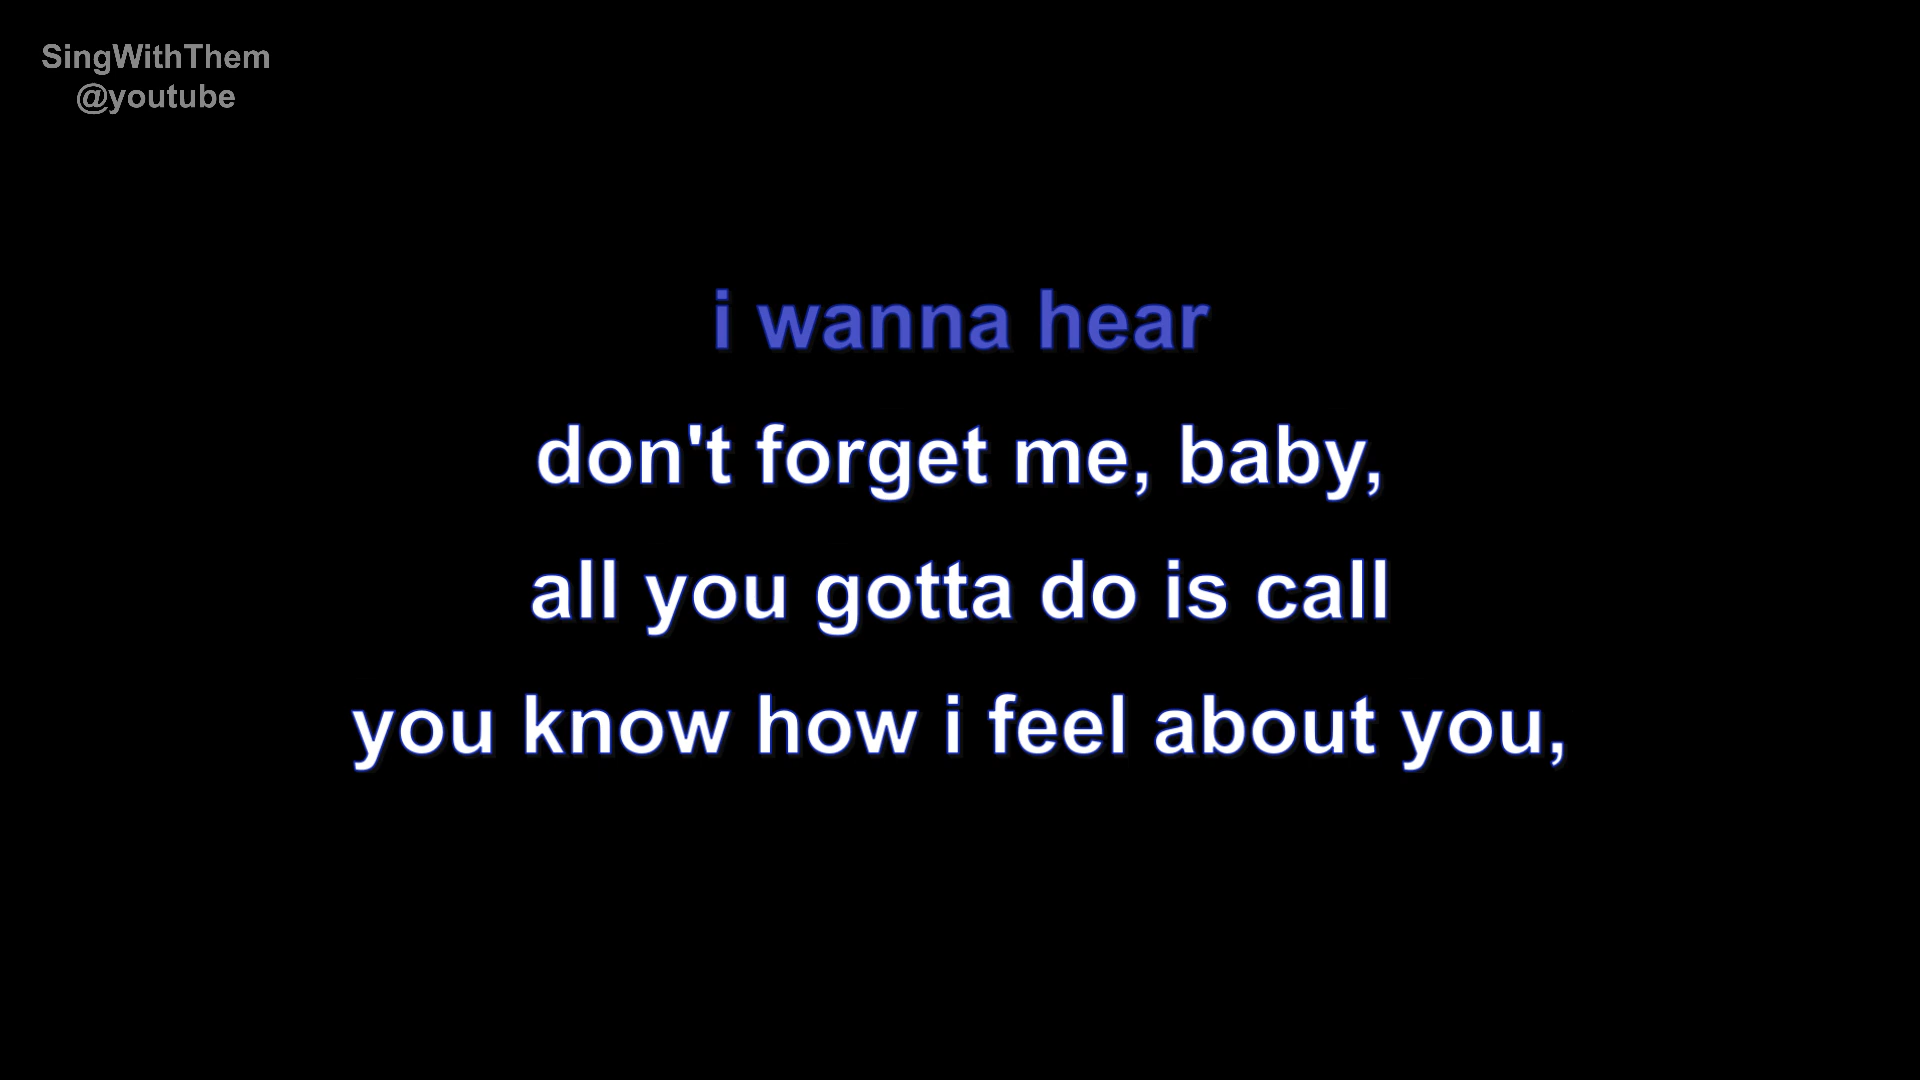 SingWithThem
@youtube
i wanna hear
don't forget me, baby,
all you gotta do is call
you know how i feel about you,